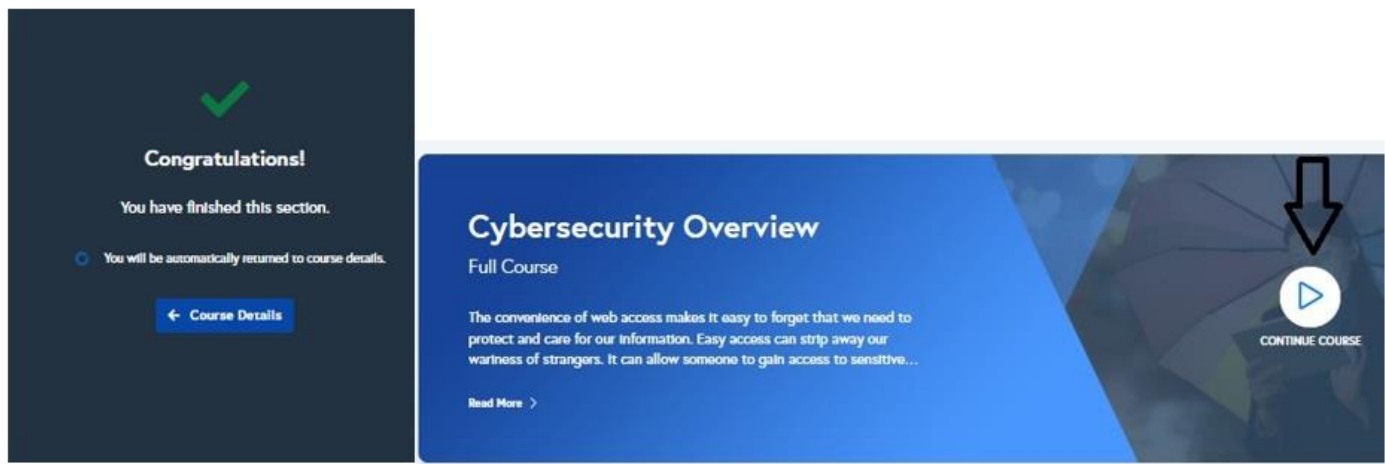 Congratulations!
You have finished this section.
You will be automatically returned to course details.
← Course Details
Cybersecurity Overview
Full Course
The convenience of web access makes it easy to forget that we need to
protect and care for our information. Easy access can strip away our
wariness of strangers. It can allow someone to gain access to sensitive...
Read More >
CONTINUE COURSE